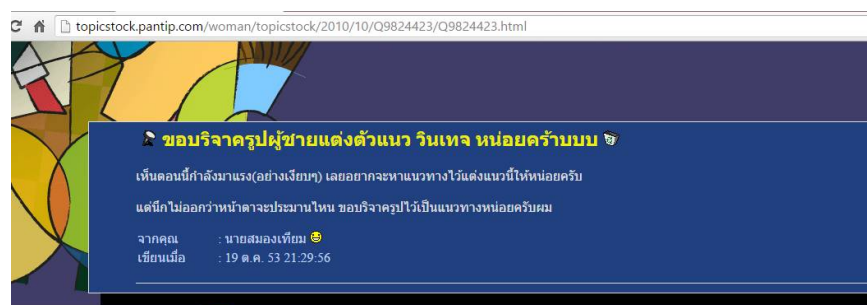 topicstock.pantip.com/woman/topicstock/2010/10/Q9824423/Q9824423.html
ขอบริจาครูปผู้ชายแต่งตัวแนว วินเทจ หน่อยคร้าบบบ
เห็นตอนนี้กำลังมาแรง(อย่างเงียบๆ) เลยอยากจะหาแนวทางไว้แต่งแนวนี้ให้หน่อยครับ
แต่นึกไม่ออกว่าหน้าตาจะประมานไหน ขอบริจาครูปไว้เป็นแนวทางหน่อยครับผม
จากคุณ : นายสมองเทียม
เขียนเมื่อ : 19 ต.ค. 53 21:29:56